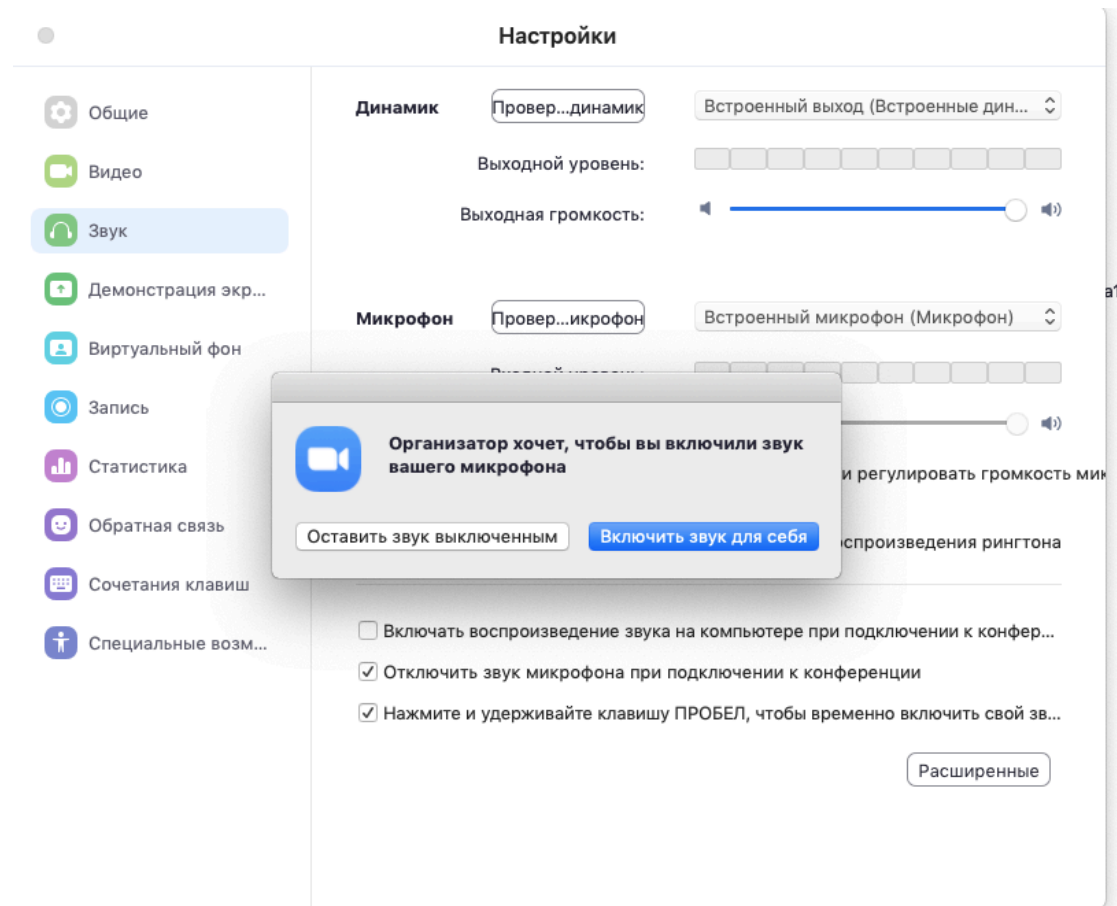 Настройки
Общие
Видео
Звук
Демонстрация экр...
Виртуальный фон
Запись
Статистика
Обратная связь
Сочетания клавиш
Специальные возм...
Динамик
Провер...динамик
Встроенный выход (Встроенные дин...
Выходной уровень:
Выходная громкость:
Микрофон
Провер...икрофон
Встроенный микрофон (Микрофон)
Организатор хочет, чтобы вы включили звук
вашего микрофона
Оставить звук выключенным
Включить звук для себя
и регулировать громкость мик
оспроизведения рингтона
Включать воспроизведение звука на компьютере при подключении к конфер...
Отключить звук микрофона при подключении к конференции
Нажмите и удерживайте клавишу ПРОБЕЛ, чтобы временно включить свой зв...
Расширенные